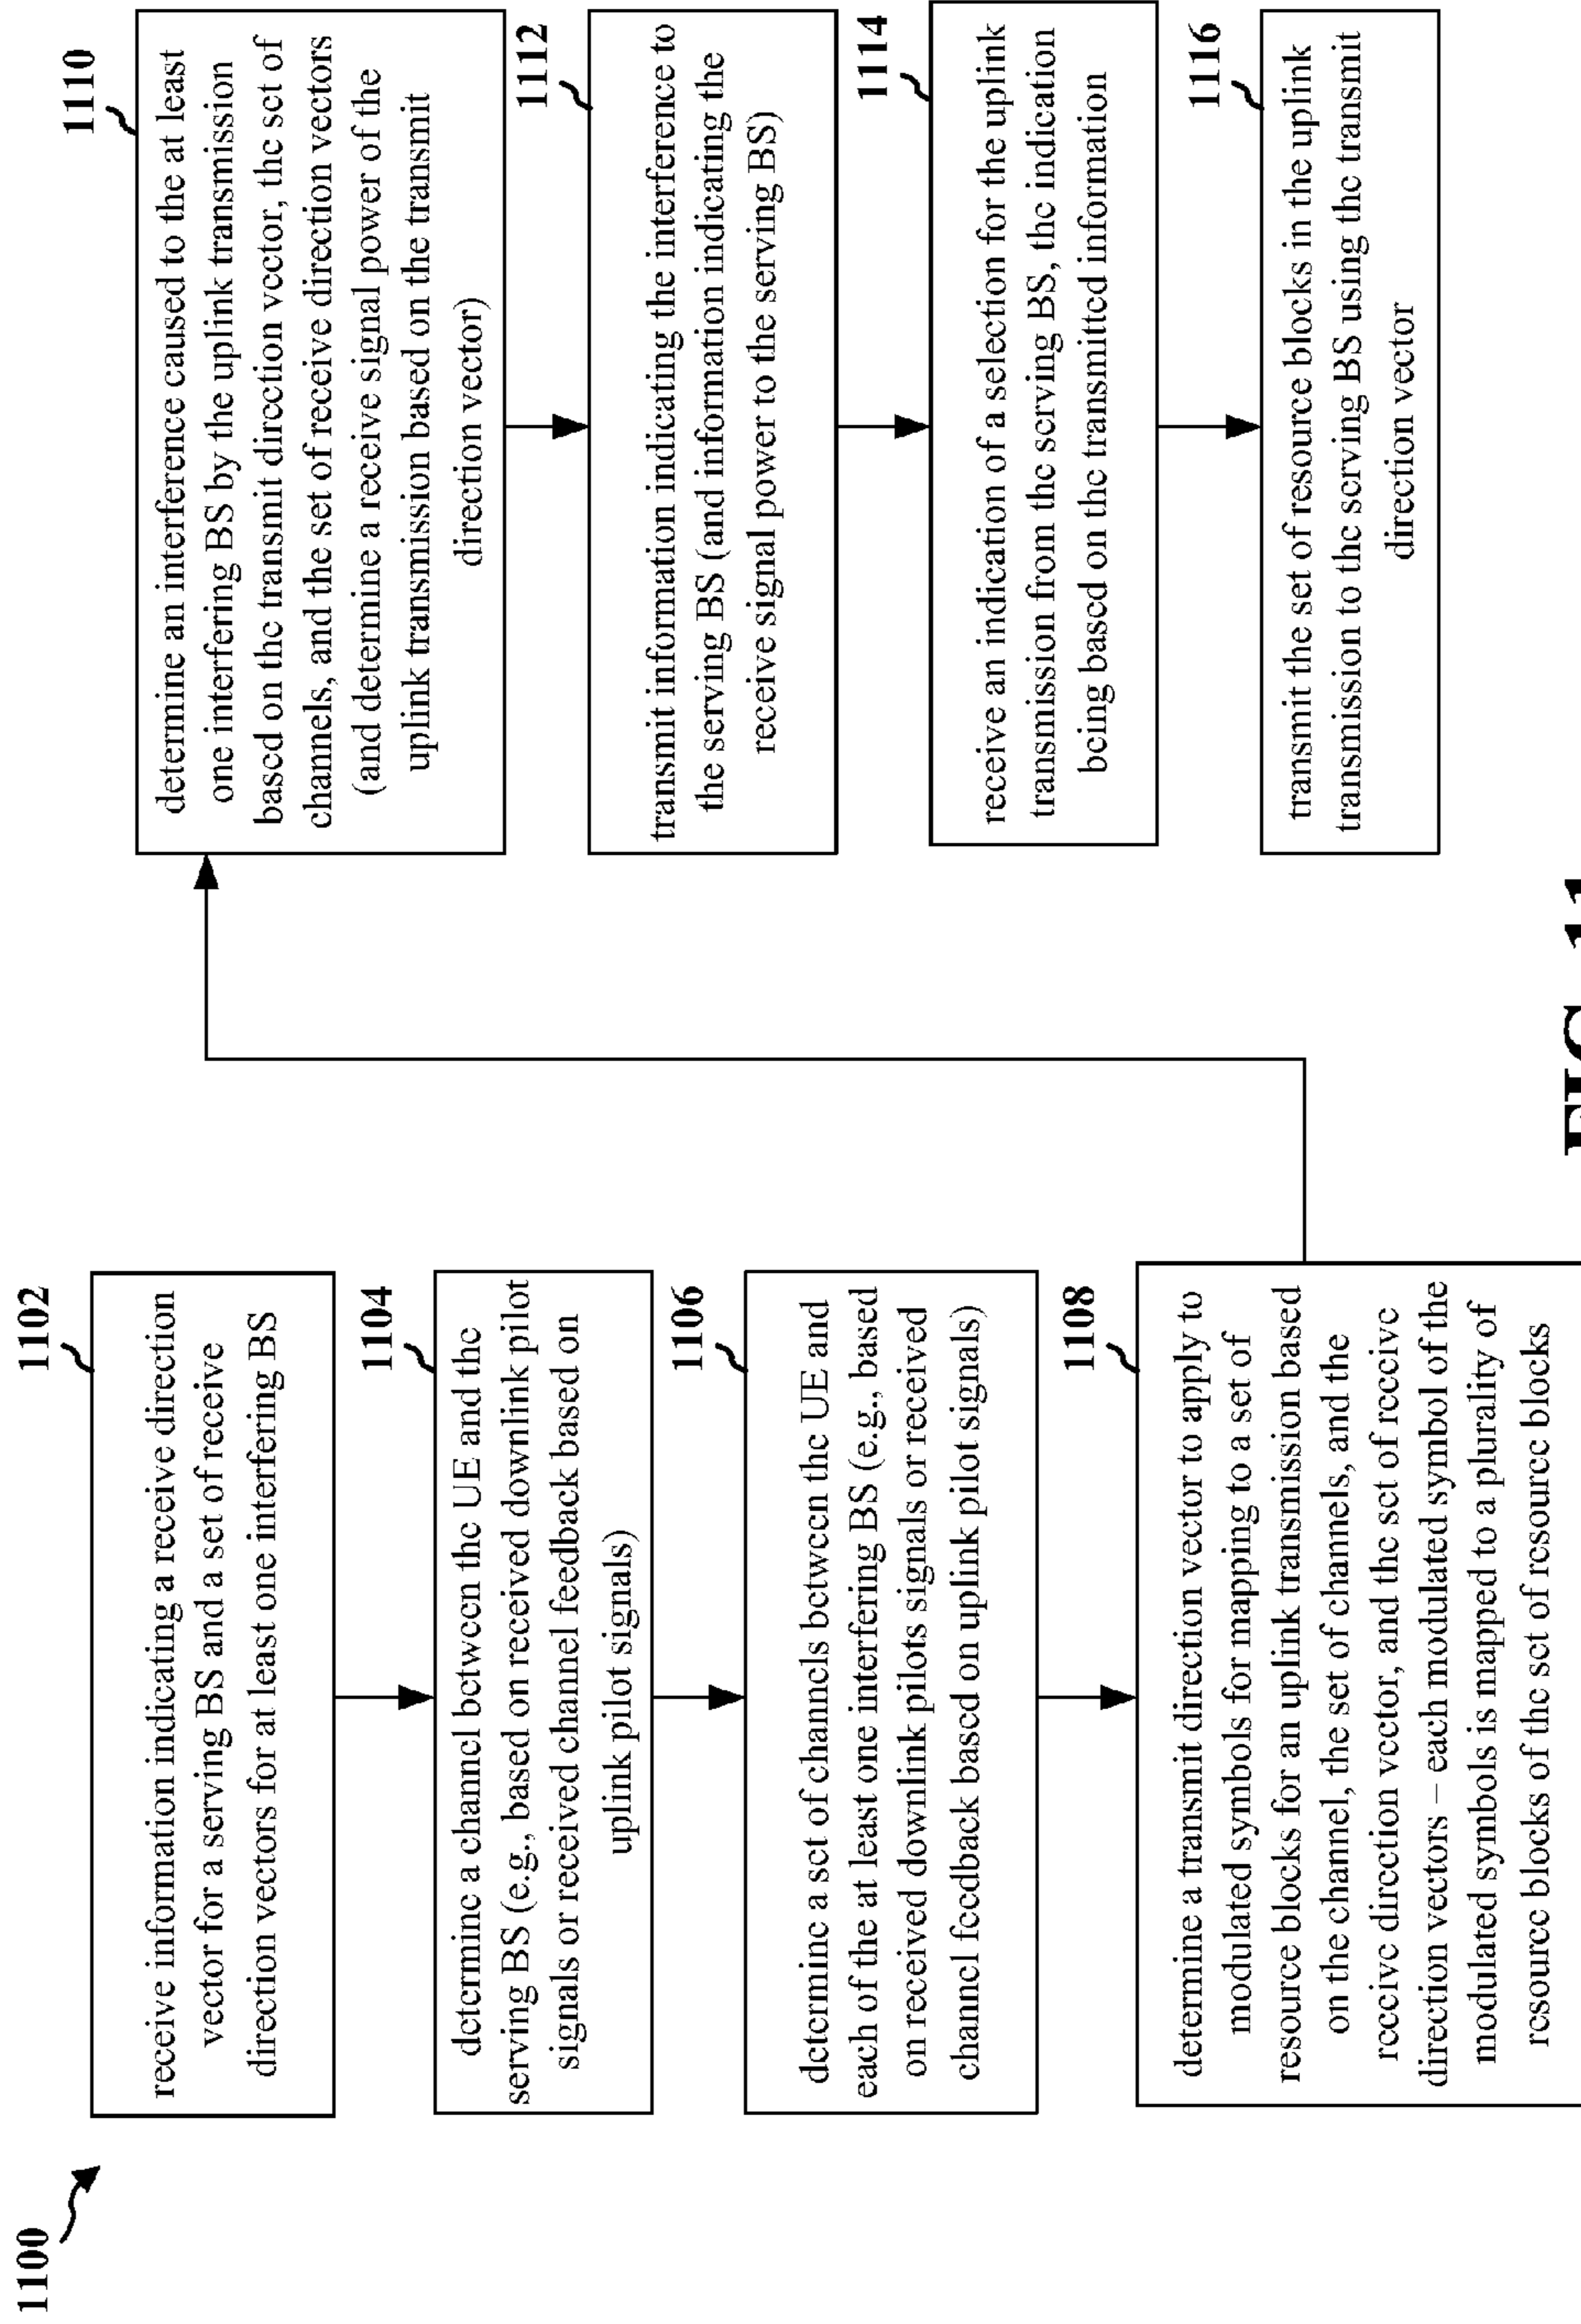 1100
1102
receive information indicating a receive direction
vector for a serving BS and a set of receive
direction vectors for at least one interfering BS
1104
determine a channel between the UE and the
serving BS (e.g., based on received downlink pilot
signals or received channel feedback based on
uplink pilot signals)
1106
determine a set of channels between the UE and
each of the at least one interfering BS (e.g., based
on received downlink pilots signals or received
channel feedback based on uplink pilot signals)
1108
determine a transmit direction vector to apply to
modulated symbols for mapping to a set of
resource blocks for an uplink transmission based
on the channel, the set of channels, and the
receive direction vector, and the set of receive
direction vectors – each modulated symbol of the
modulated symbols is mapped to a plurality of
resource blocks of the set of resource blocks
1110
determine an interference caused to the at least
one interfering BS by the uplink transmission
based on the transmit direction vector, the set of
channels, and the set of receive direction vectors
(and determine a receive signal power of the
uplink transmission based on the transmit
direction vector)
1112
transmit information indicating the interference to
the serving BS (and information indicating the
receive signal power to the serving BS)
1114
receive an indication of a selection for the uplink
transmission from the serving BS, the indication
being based on the transmitted information
1116
transmit the set of resource blocks in the uplink
transmission to the serving BS using the transmit
direction vector
FIG. 11